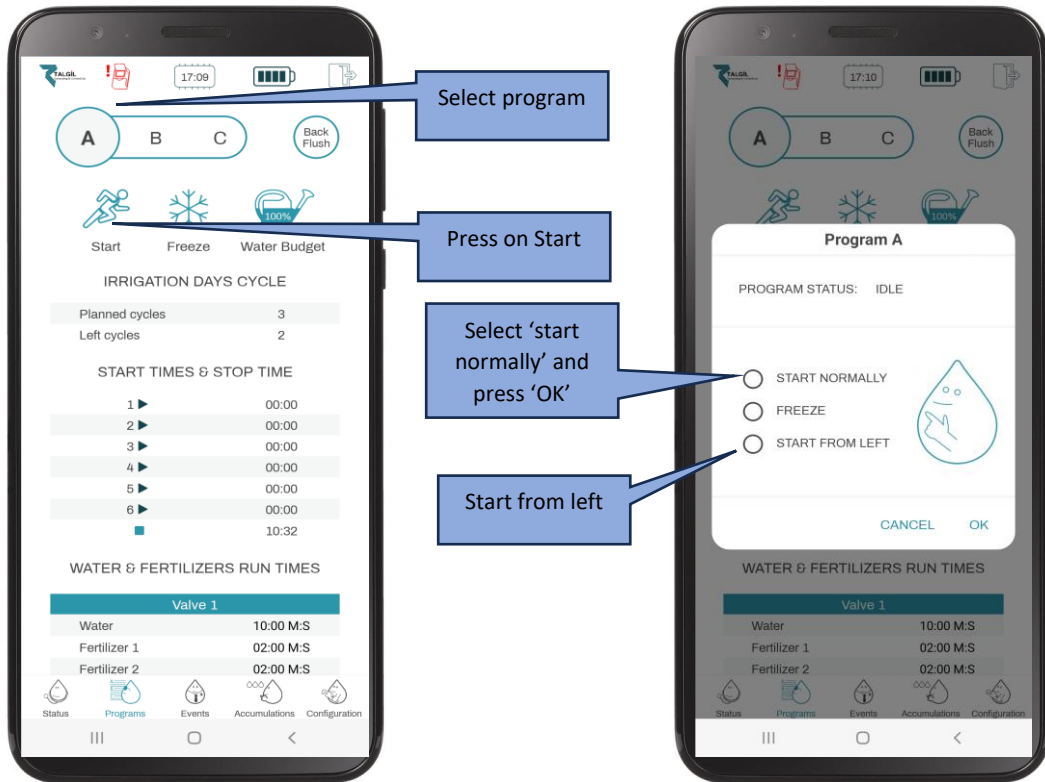 TALGIL
!
17:09
A B C
Back
Flush
100%
Start Freeze Water Budget
IRRIGATION DAYS CYCLE
Planned cycles 3
Left cycles 2
START TIMES & STOP TIME
1 00:00
2 00:00
3 00:00
4 00:00
5 00:00
6 00:00
10:32
WATER & FERTILIZERS RUN TIMES
Valve 1
Water 10:00 M:S
Fertilizer 1 02:00 M:S
Fertilizer 2 02:00 M:S
Status Programs Events Accumulations Configuration
Select program
Press on Start
Select ‘start
normally’ and
press ‘OK’
Start from left
TALGIL
!
17:10
A B C
Back
Flush
100%
Program A
PROGRAM STATUS: IDLE
START NORMALLY
FREEZE
START FROM LEFT
CANCEL OK
WATER & FERTILIZERS RUN TIMES
Valve 1
Water 10:00 M:S
Fertilizer 1 02:00 M:S
Fertilizer 2 02:00 M:S
Status Programs Events Accumulations Configuration